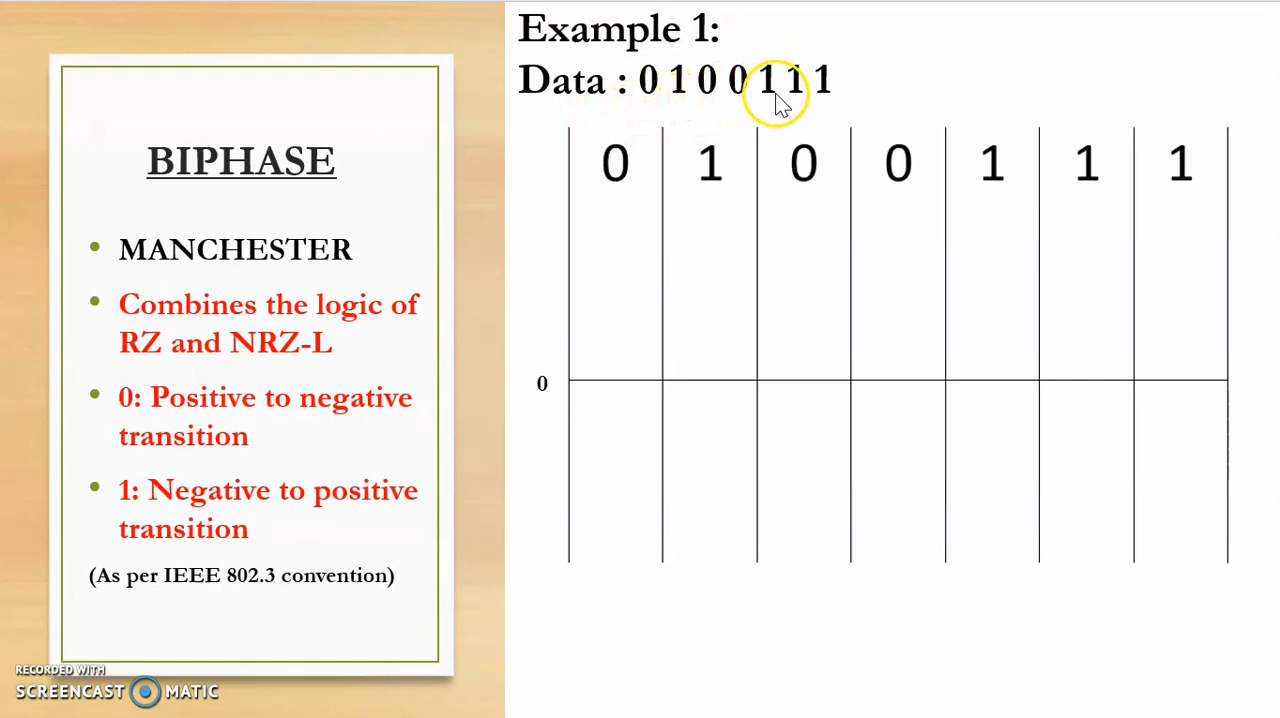 BIPHASE
• MANCHESTER
• Combines the logic of
RZ and NRZ-L
• 0: Positive to negative
transition
• 1: Negative to positive
transition
(As per IEEE 802.3 convention)
RECORDED WITH
SCREENCAST MATIC
Example 1:
Data : 0 1 0 0 1 1 1
0 1 0 0 1 1 1
0